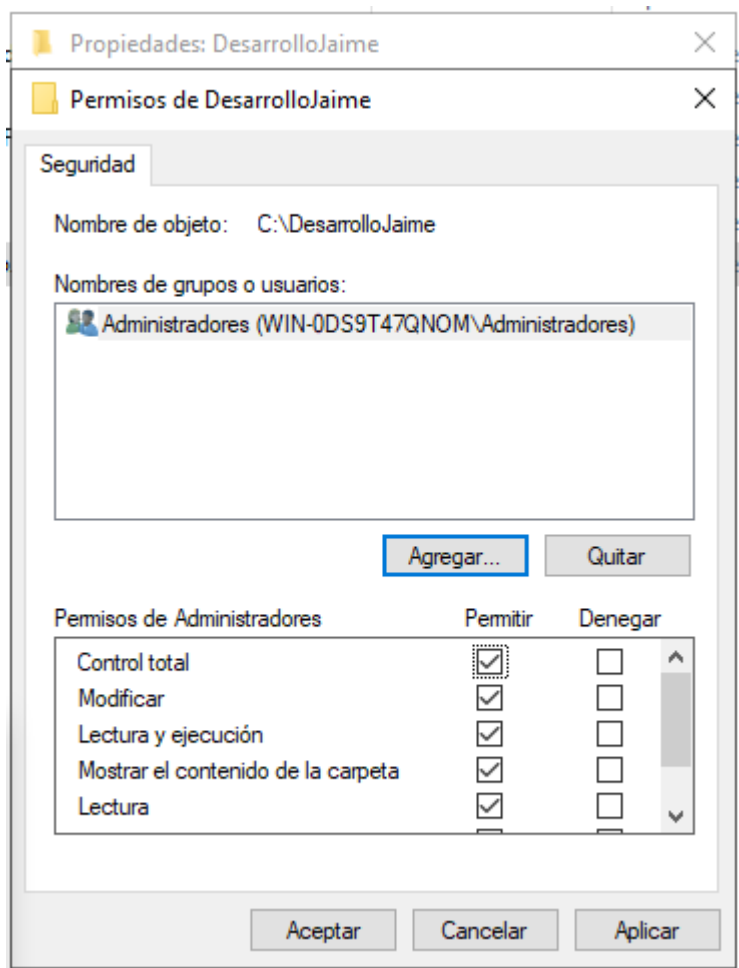 Propiedades: DesarrolloJaime
Permisos de DesarrolloJaime
Seguridad
Nombre de objeto: C:\DesarrolloJaime
Nombres de grupos o usuarios:
Administradores (WIN-0DS9T47QNOM\Administradores)
Agregar... Quitar
Permisos de Administradores Permitir Denegar
Control total
Modificar
Lectura y ejecución
Mostrar el contenido de la carpeta
Lectura
Aceptar Cancelar Aplicar